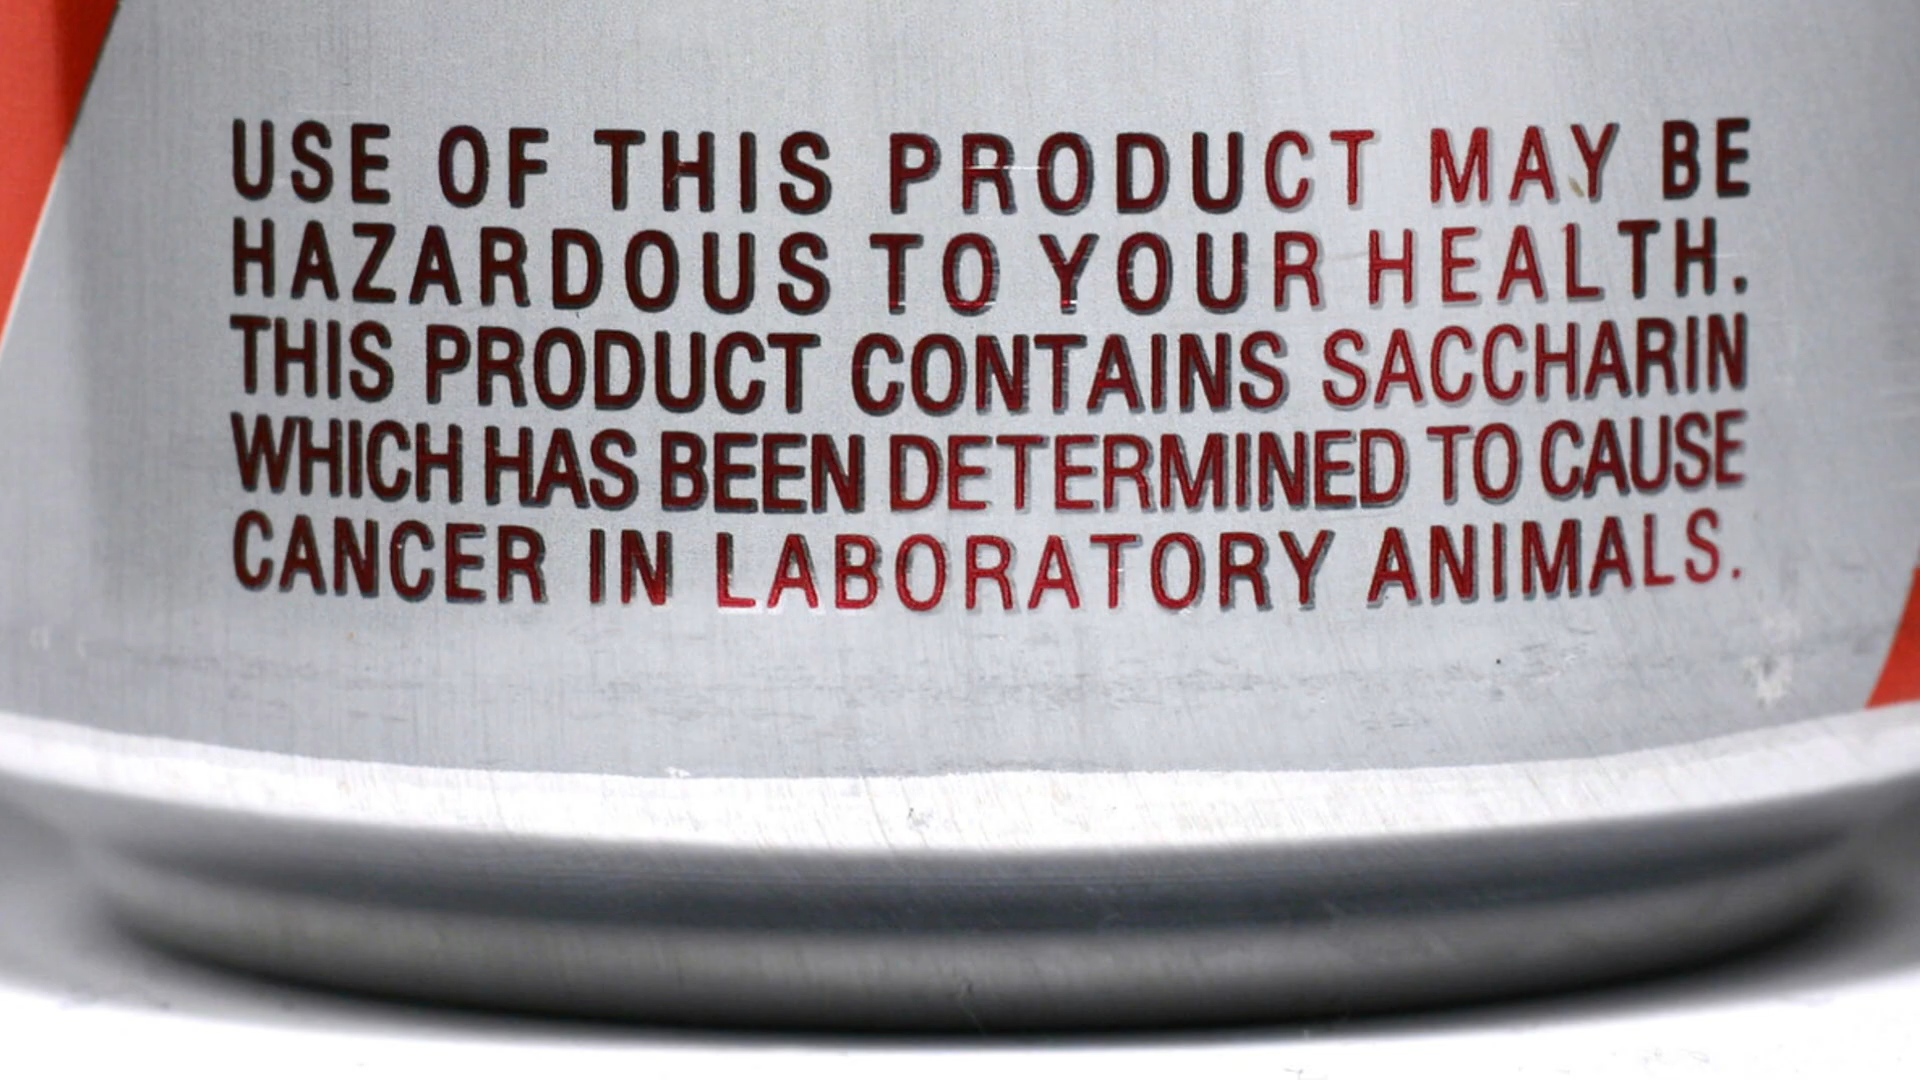 USE OF THIS PRODUCT MAY BE
HAZARDOUS TO YOUR HEALTH.
THIS PRODUCT CONTAINS SACCHARIN
WHICH HAS BEEN DETERMINED TO CAUSE
CANCER IN LABORATORY ANIMALS.